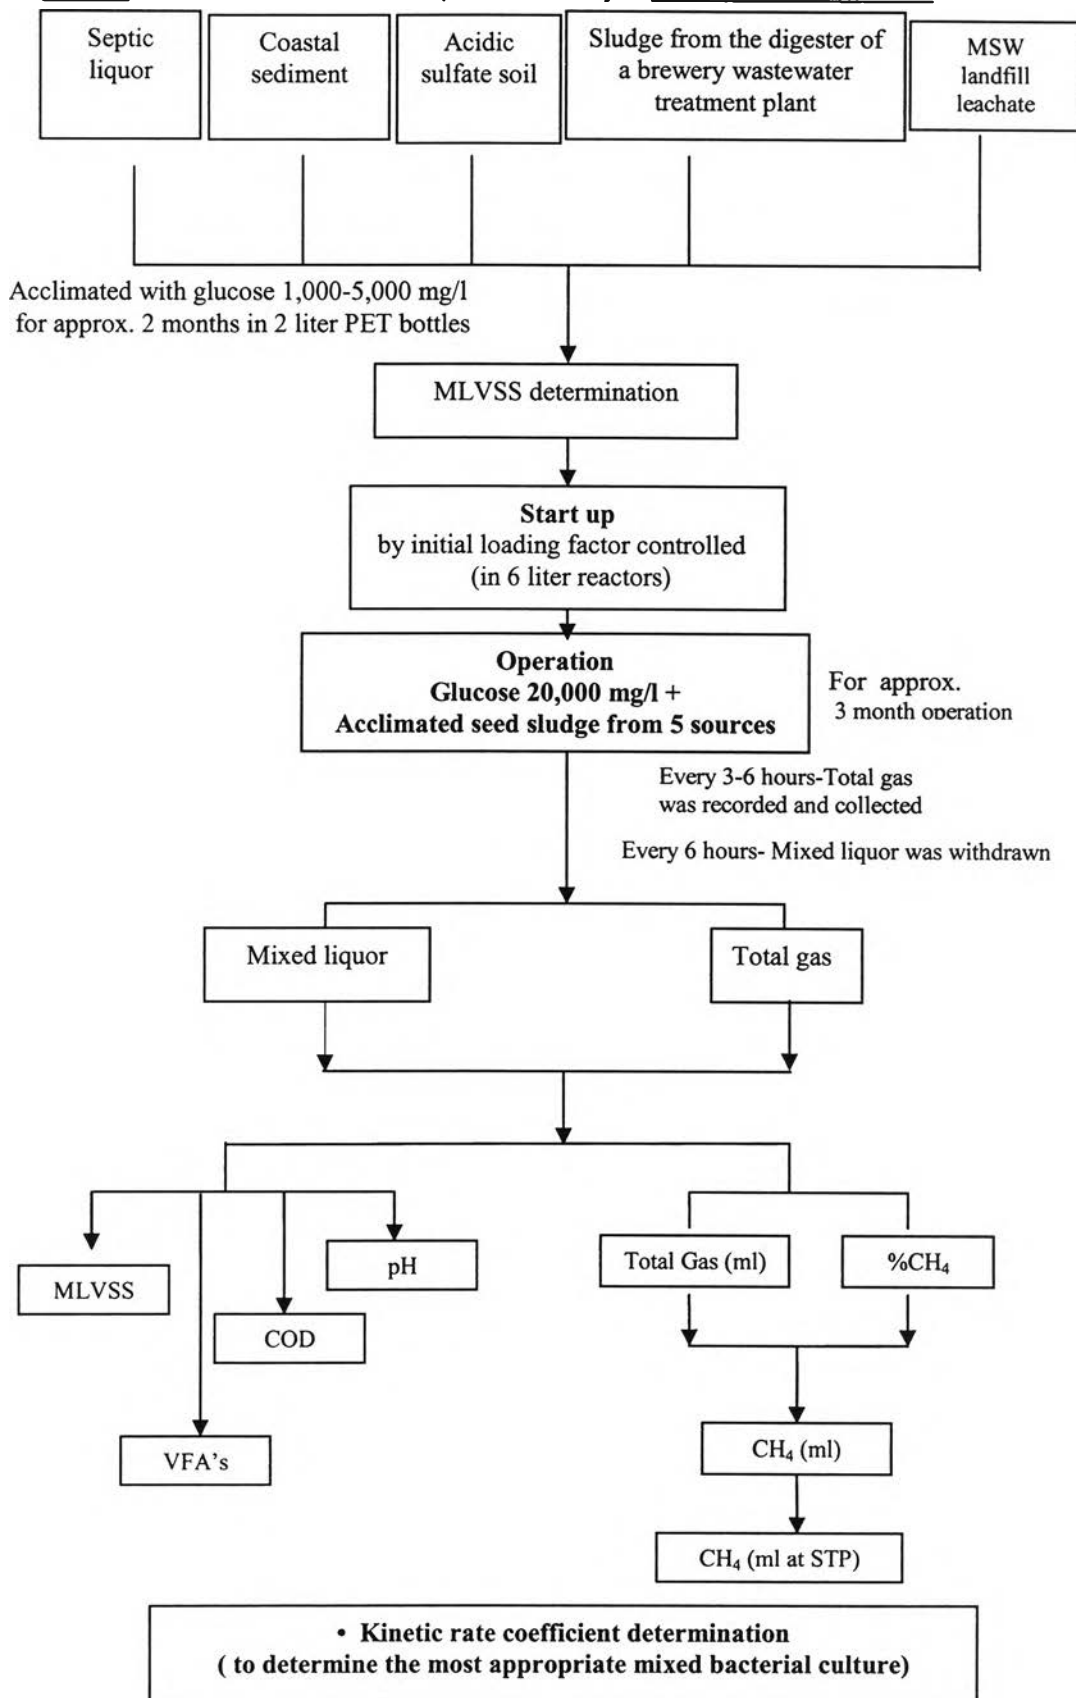 Septic
liquor
Coastal
sediment
Acidic
sulfate soil
Sludge from the digester of
a brewery wastewater
treatment plant
MSW
landfill
leachate
Acclimated with glucose 1,000-5,000 mg/l
for approx. 2 months in 2 liter PET bottles
MLVSS determination
Start up
by initial loading factor controlled
(in 6 liter reactors)
Operation
Glucose 20,000 mg/l +
Acclimated seed sludge from 5 sources
For approx.
3 month operation
Every 3-6 hours-Total gas
was recorded and collected
Every 6 hours- Mixed liquor was withdrawn
Mixed liquor
Total gas
MLVSS
VFA's
COD
pH
Total Gas (ml)
%CH₄
CH₄ (ml)
CH₄ (ml at STP)
• Kinetic rate coefficient determination
( to determine the most appropriate mixed bacterial culture)